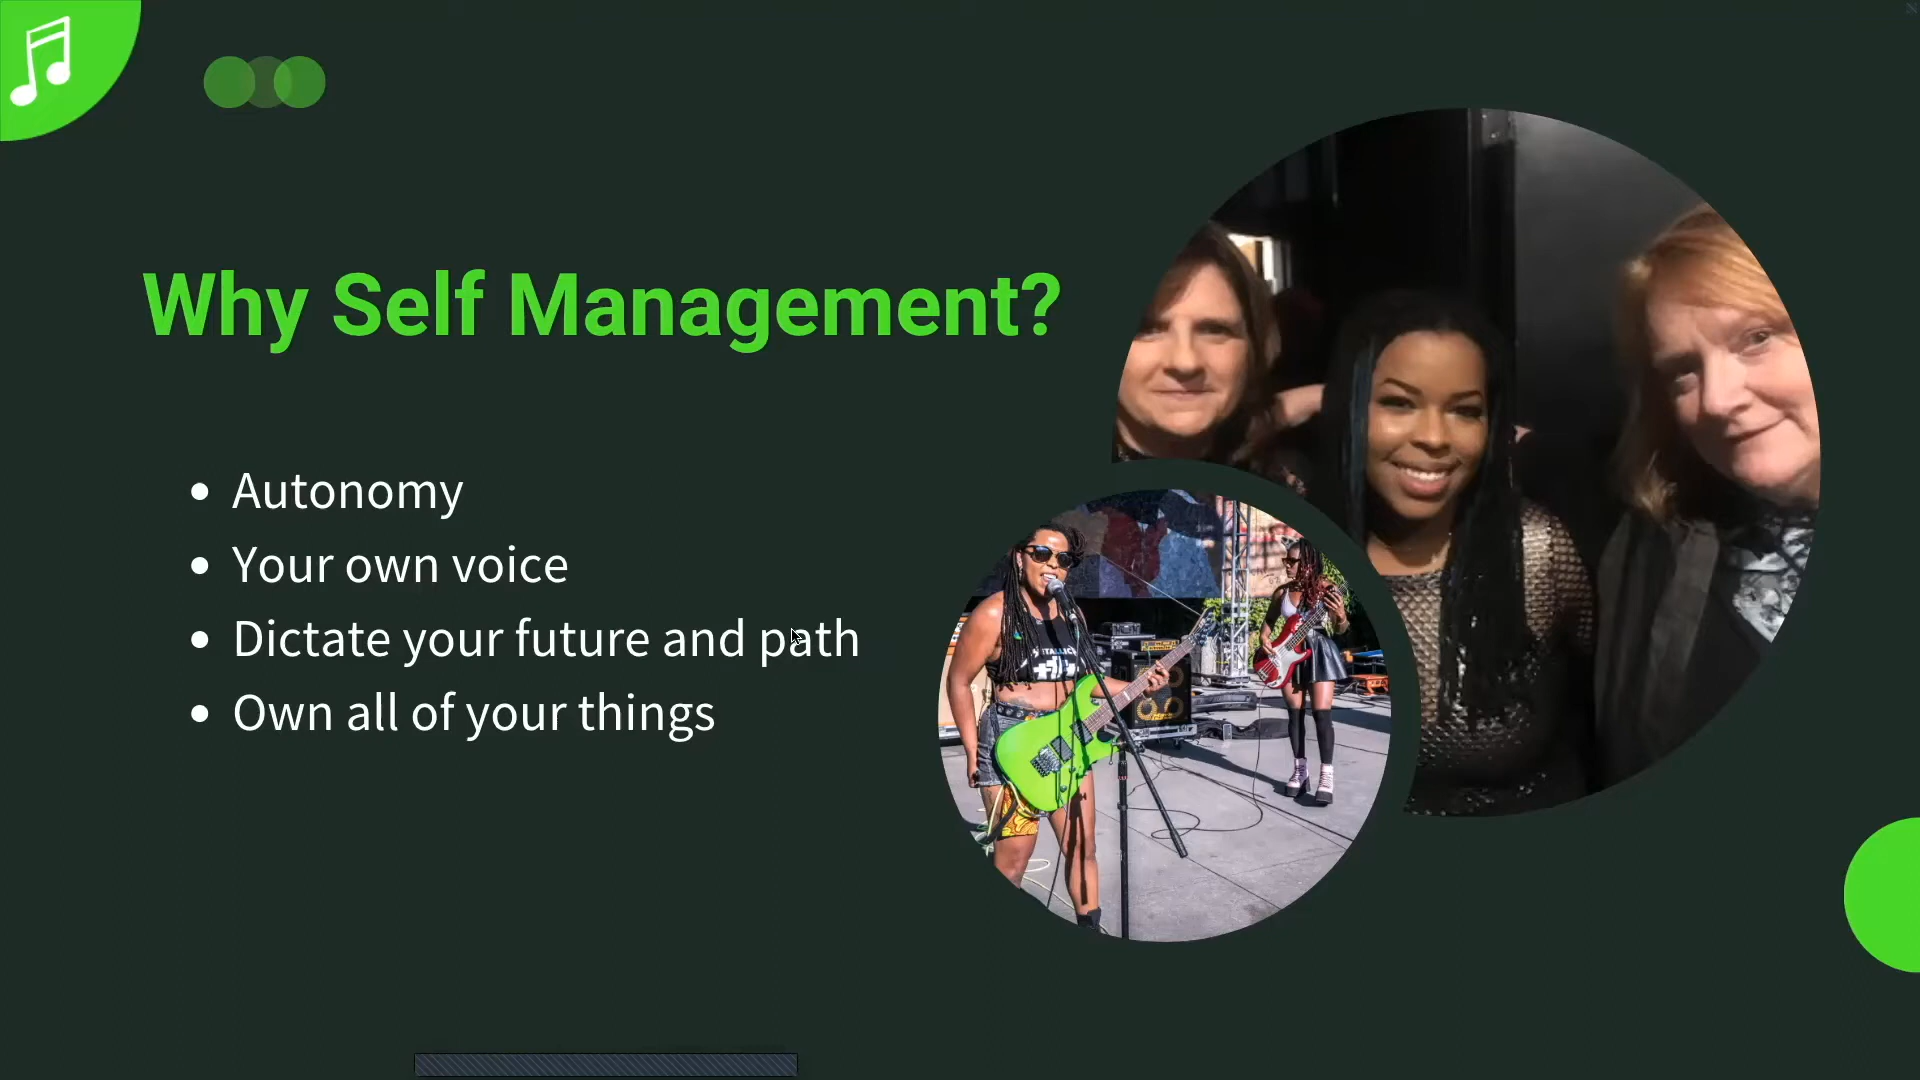 Why Self Management?
Autonomy
Your own voice
Dictate your future and path
Own all of your things